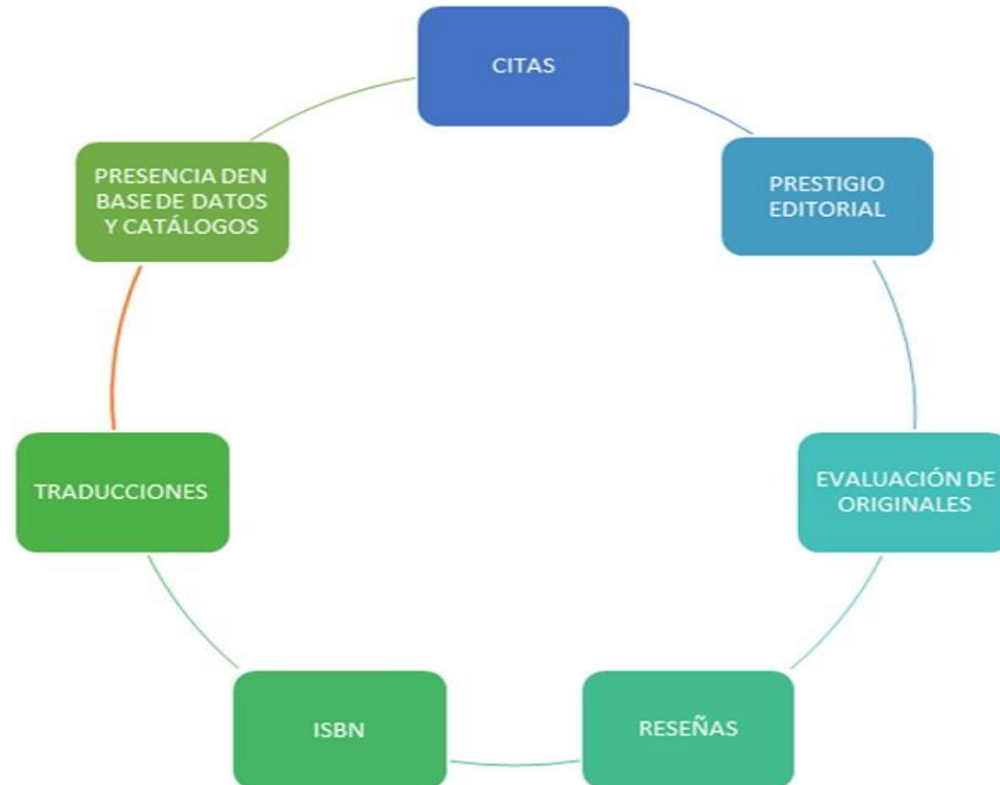 CITAS
PRESTIGIO
EDITORIAL
EVALUACIÓN DE
ORIGINALES
RESEÑAS
ISBN
TRADUCCIONES
PRESENCIA DEN
BASE DE DATOS
Y CATÁLOGOS